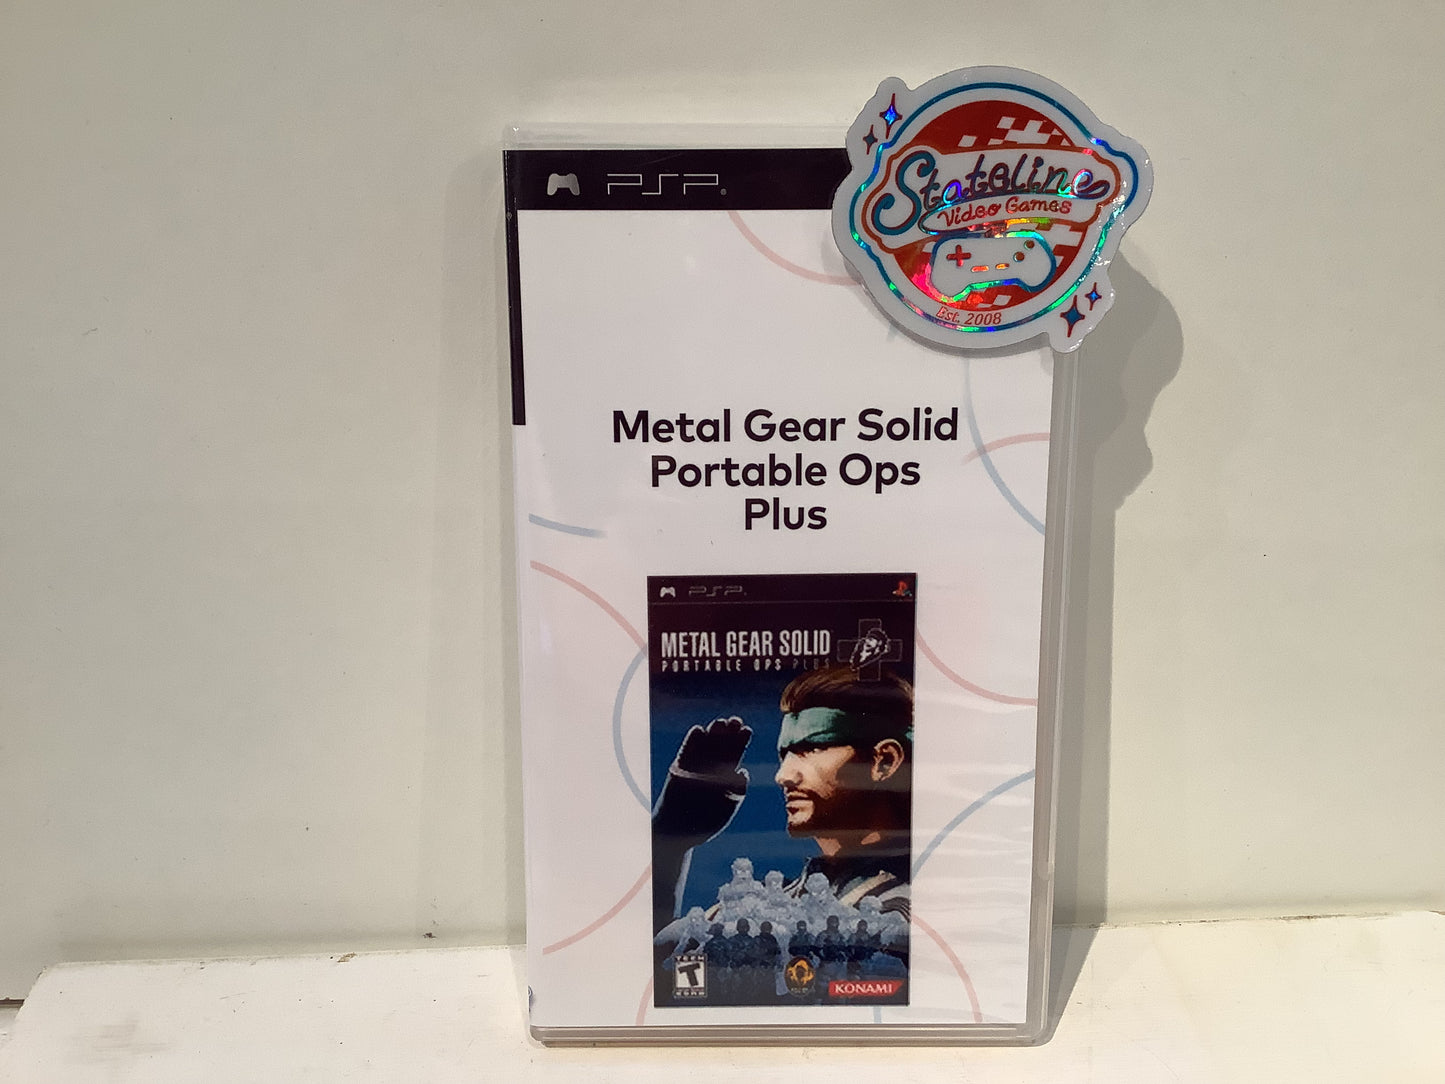 PSP
Stateline
Video Games
Est. 2008
Metal Gear Solid
Portable Ops
Plus
PSP
METAL GEAR SOLID
PORTABLE OPS PLUS
TEEN
T
ESRB
KONAMI